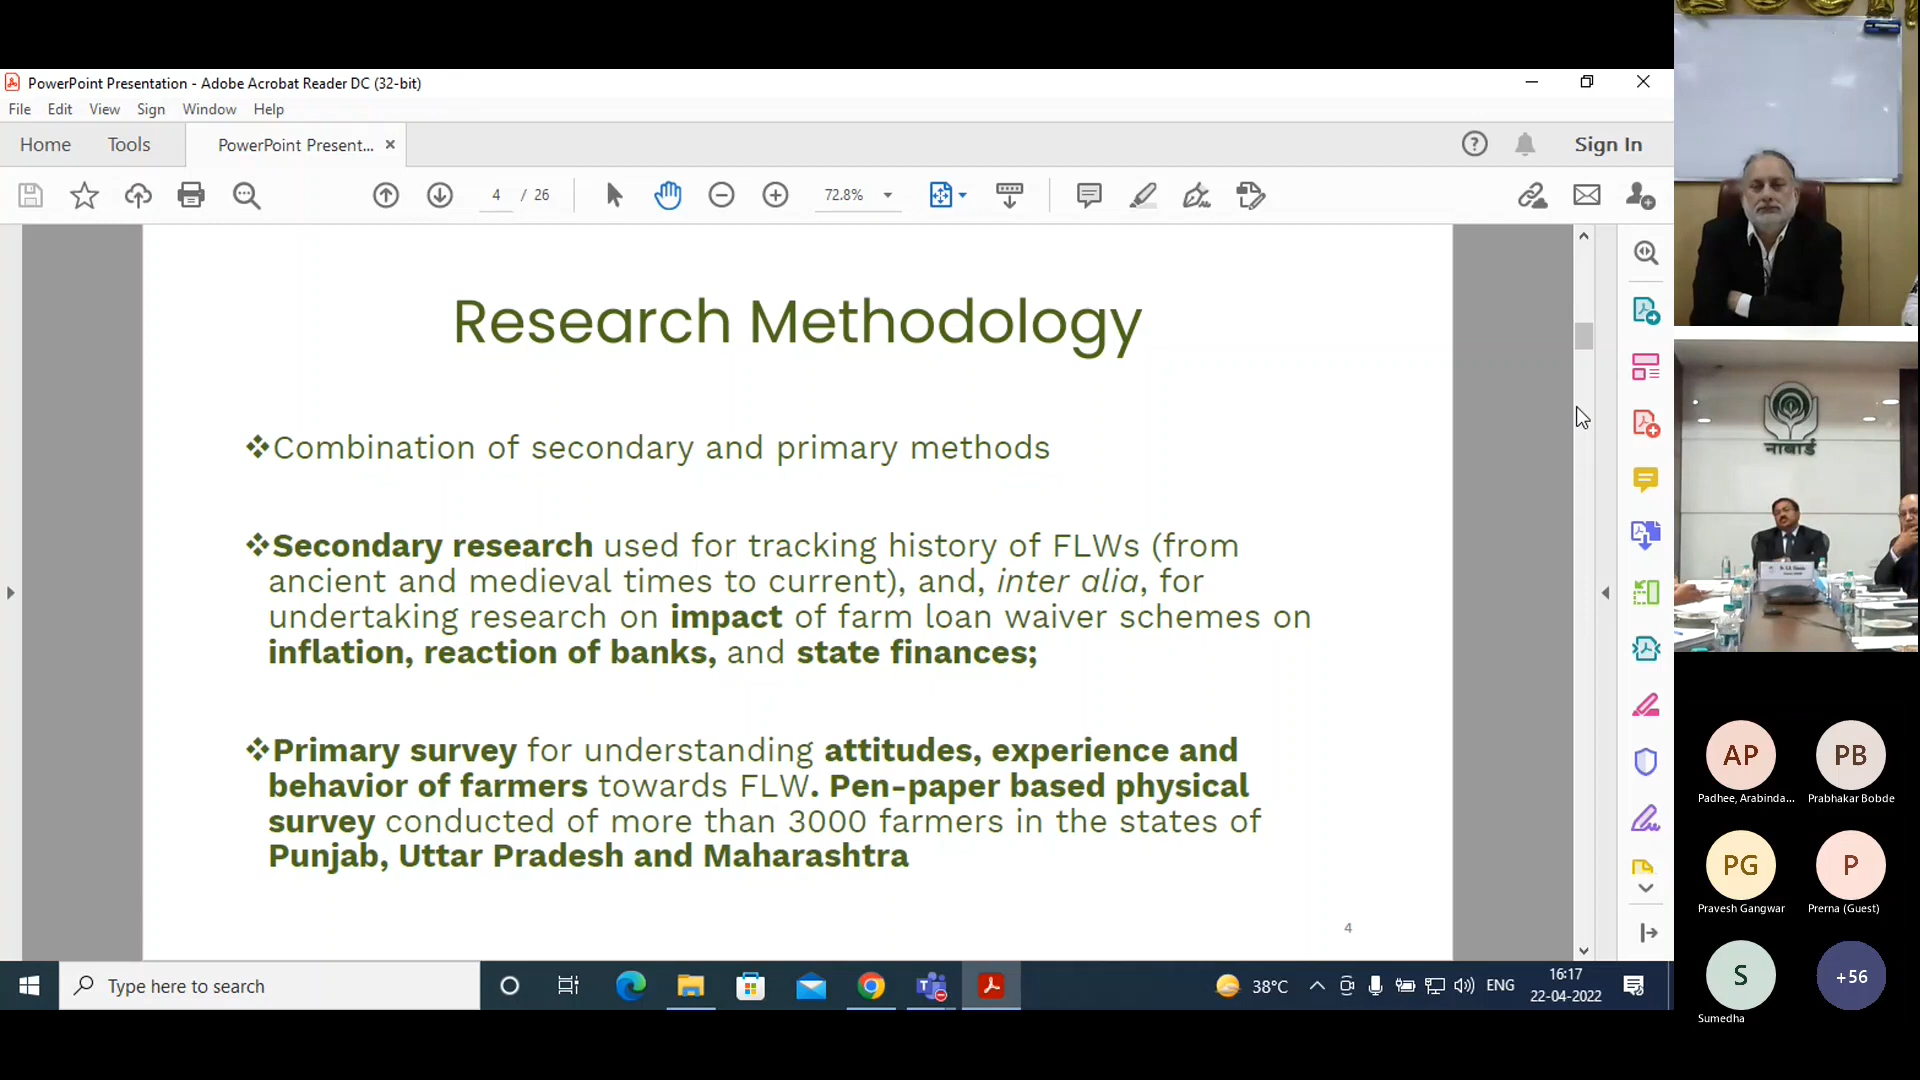 PowerPoint Presentation - Adobe Acrobat Reader DC (32-bit)
File Edit View Sign Window Help
Home Tools PowerPoint Present... Sign In
4 / 26 72.8%
Research Methodology
❖Combination of secondary and primary methods
❖Secondary research used for tracking history of FLWs (from
ancient and medieval times to current), and, inter alia, for
undertaking research on impact of farm loan waiver schemes on
inflation, reaction of banks, and state finances;
❖Primary survey for understanding attitudes, experience and
behavior of farmers towards FLW. Pen-paper based physical
survey conducted of more than 3000 farmers in the states of
Punjab, Uttar Pradesh and Maharashtra
4
Type here to search
38°C ENG 16:17
22-04-2022
नाबार्ड
AP PB
Padhee, Arabinda... Prabhakar Bobde
PG P
Pravesh Gangwar Prerna (Guest)
S +56
Sumedha